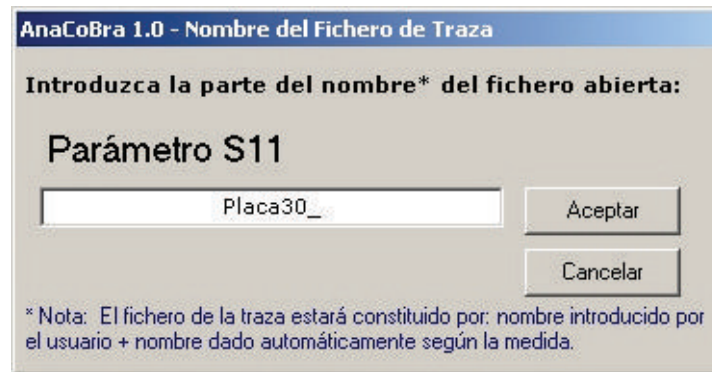 AnaCoBra 1.0 - Nombre del Fichero de Traza
Introduzca la parte del nombre* del fichero abierta:
Parámetro S11
Placa30_
Aceptar
Cancelar
* Nota: El fichero de la traza estará constituido por: nombre introducido por
el usuario + nombre dado automáticamente según la medida.